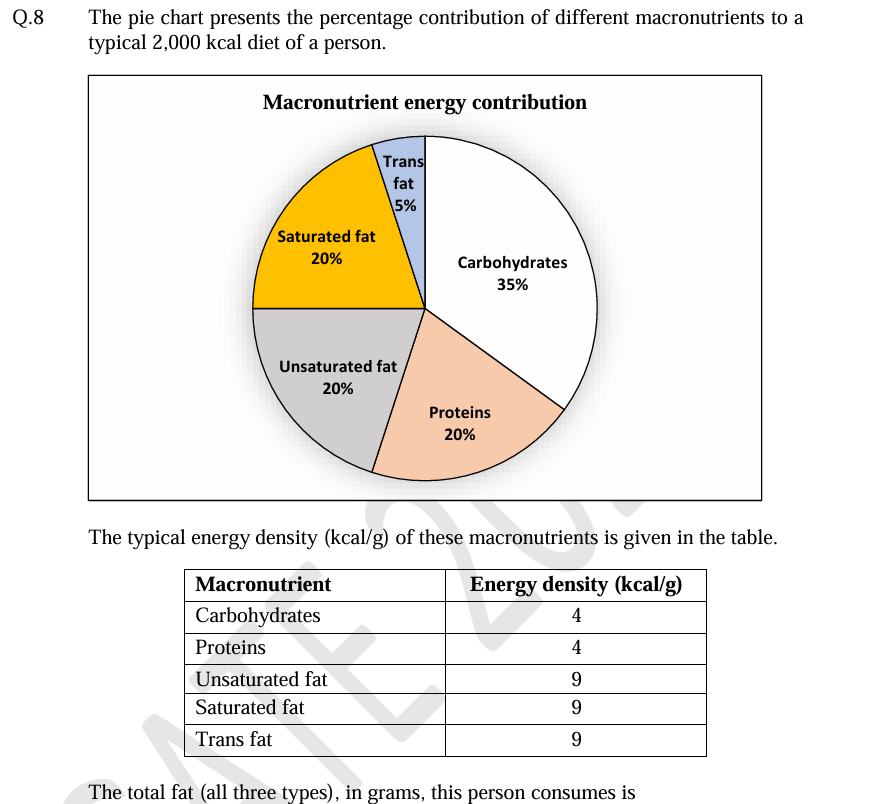 Q.8 The pie chart presents the percentage contribution of different macronutrients to a
typical 2,000 kcal diet of a person.
Macronutrient energy contribution
Trans
fat
5%
Saturated fat
20%
Carbohydrates
35%
Unsaturated fat
20%
Proteins
20%
The typical energy density (kcal/g) of these macronutrients is given in the table.
Macronutrient Energy density (kcal/g)
Carbohydrates 4
Proteins 4
Unsaturated fat 9
Saturated fat 9
Trans fat 9
The total fat (all three types), in grams, this person consumes is